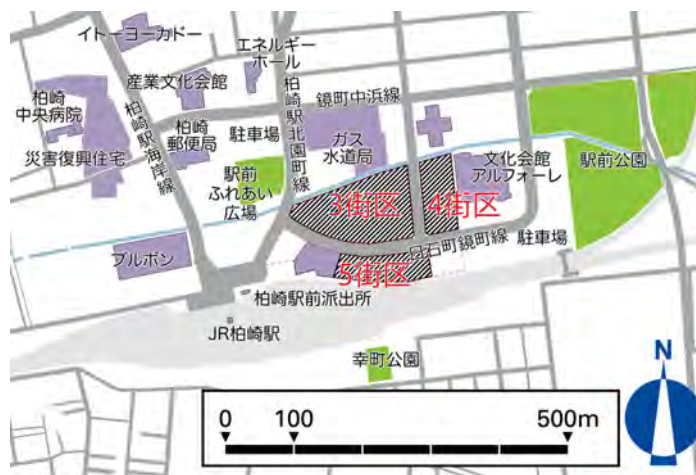 イトーヨーカドー
エネルギー
ホール
柏崎
中央病院
産業文化会館
柏崎駅海岸線
柏崎駅北園町線
鏡町中浜線
柏崎
郵便局
駐車場
ガス
水道局
災害復興住宅
駅前
ふれあい
広場
文化会館
アルフォーレ
駅前公園
3街区
4街区
日石町鏡町線
駐車場
ブルボン
5街区
柏崎駅前派出所
JR柏崎駅
幸町公園
N
0 100 500m